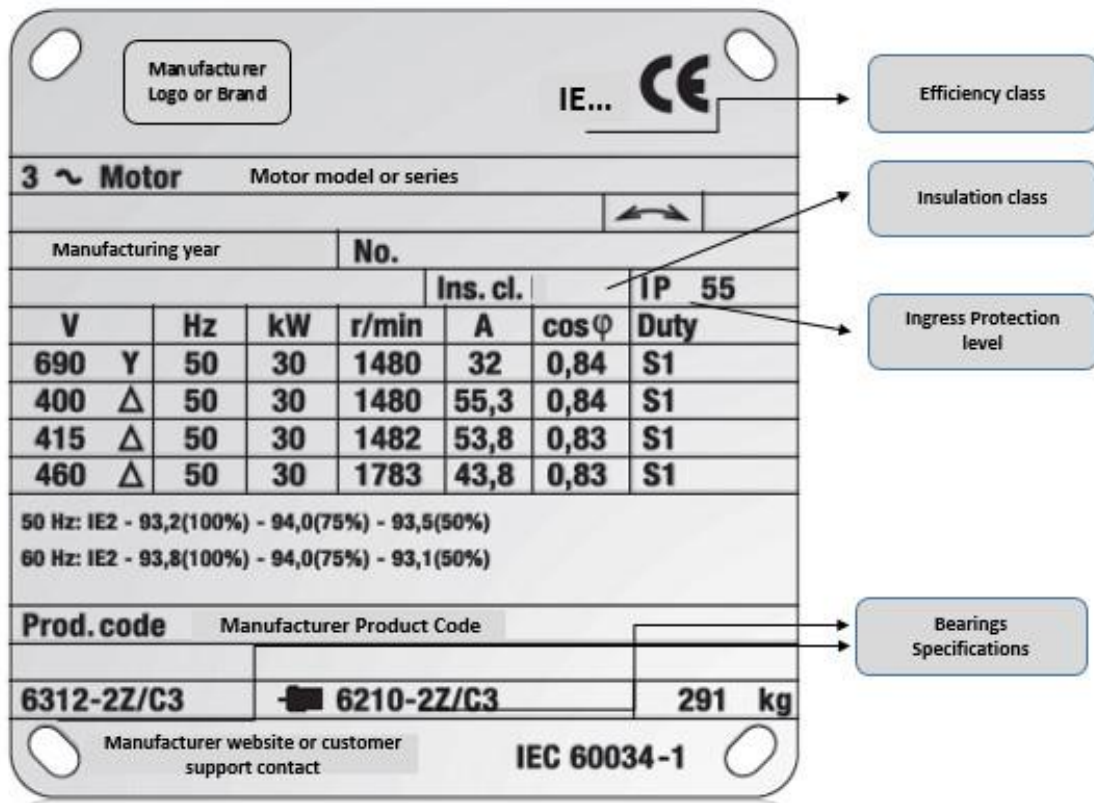 Manufacturer
Logo or Brand
IE... CE
Efficiency class
3 ~ Motor Motor model or series
Insulation class
Manufacturing year No.
Ins. cl. IP 55
Ingress Protection
level
V Hz kW r/min A cosφ Duty
690 Y 50 30 1480 32 0,84 S1
400 Δ 50 30 1480 55,3 0,84 S1
415 Δ 50 30 1482 53,8 0,83 S1
460 Δ 50 30 1783 43,8 0,83 S1
50 Hz: IE2 - 93,2(100%) - 94,0(75%) - 93,5(50%)
60 Hz: IE2 - 93,8(100%) - 94,0(75%) - 93,1(50%)
Prod. code Manufacturer Product Code
Bearings
Specifications
6312-2Z/C3 6210-2Z/C3 291 kg
Manufacturer website or customer
support contact
IEC 60034-1